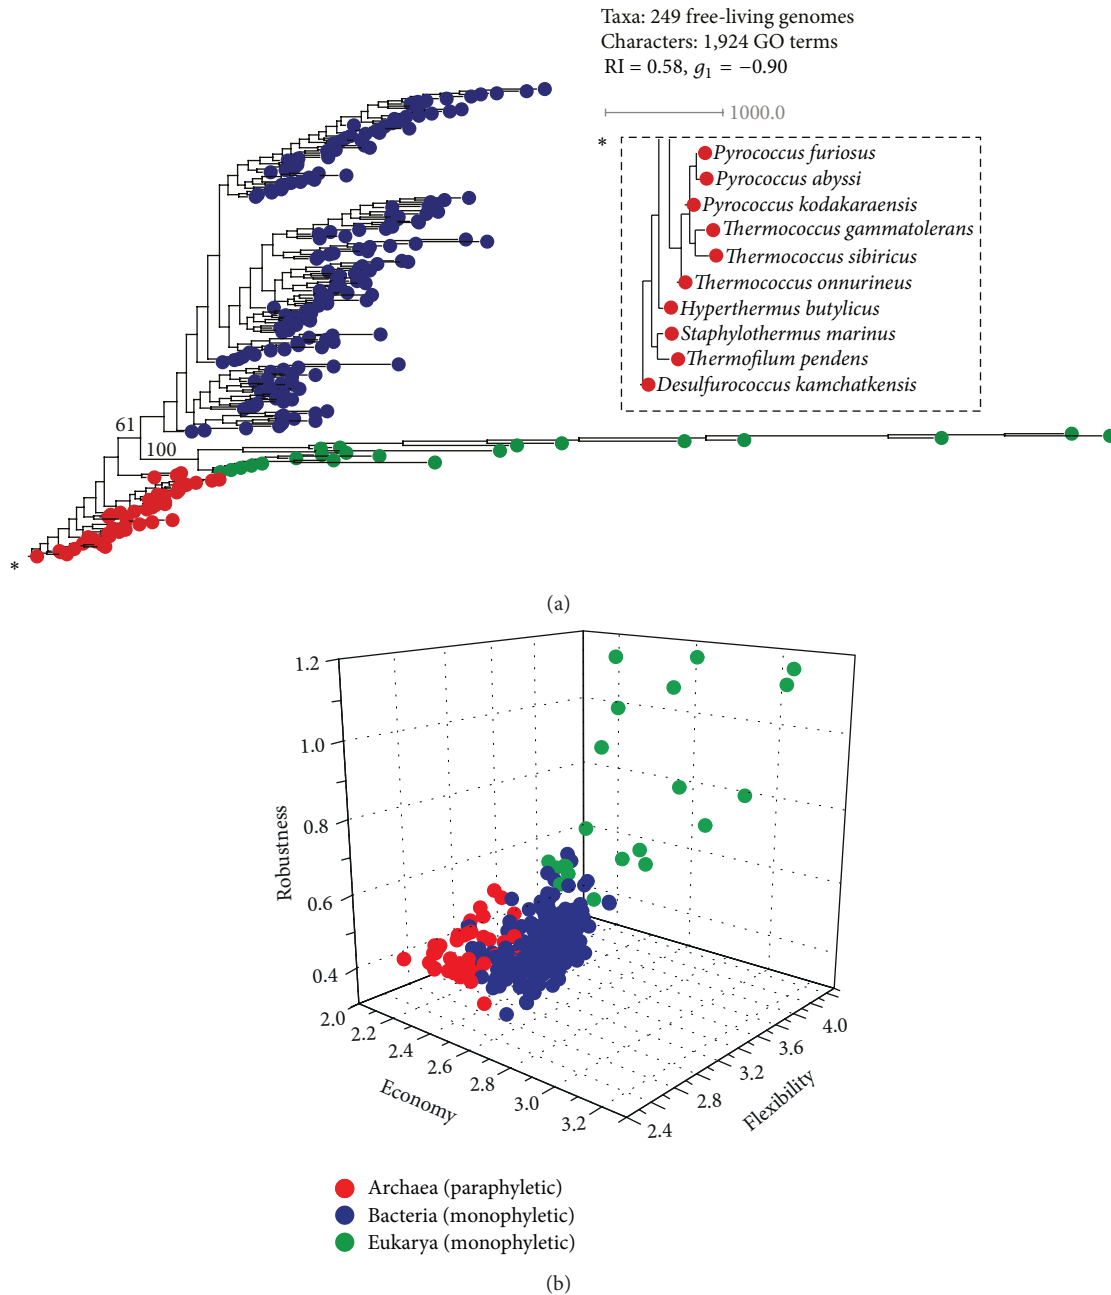 Taxa: 249 free-living genomes
Characters: 1,924 GO terms
RI = 0.58, g₁ = −0.90
1000.0
*
Pyrococcus furiosus
Pyrococcus abyssi
Pyrococcus kodakaraensis
Thermococcus gammatolerans
Thermococcus sibiricus
Thermococcus onnurineus
Hyperthermus butylicus
Staphylothermus marinus
Thermofilum pendens
Desulfurococcus kamchatkensis
61
100
*
(a)
1.2
1.0
0.8
0.6
0.4
Robustness
2.0
2.2
2.4
2.6
2.8
3.0
3.2
Economy
2.4
2.8
3.2
3.6
4.0
Flexibility
Archaea (paraphyletic)
Bacteria (monophyletic)
Eukarya (monophyletic)
(b)